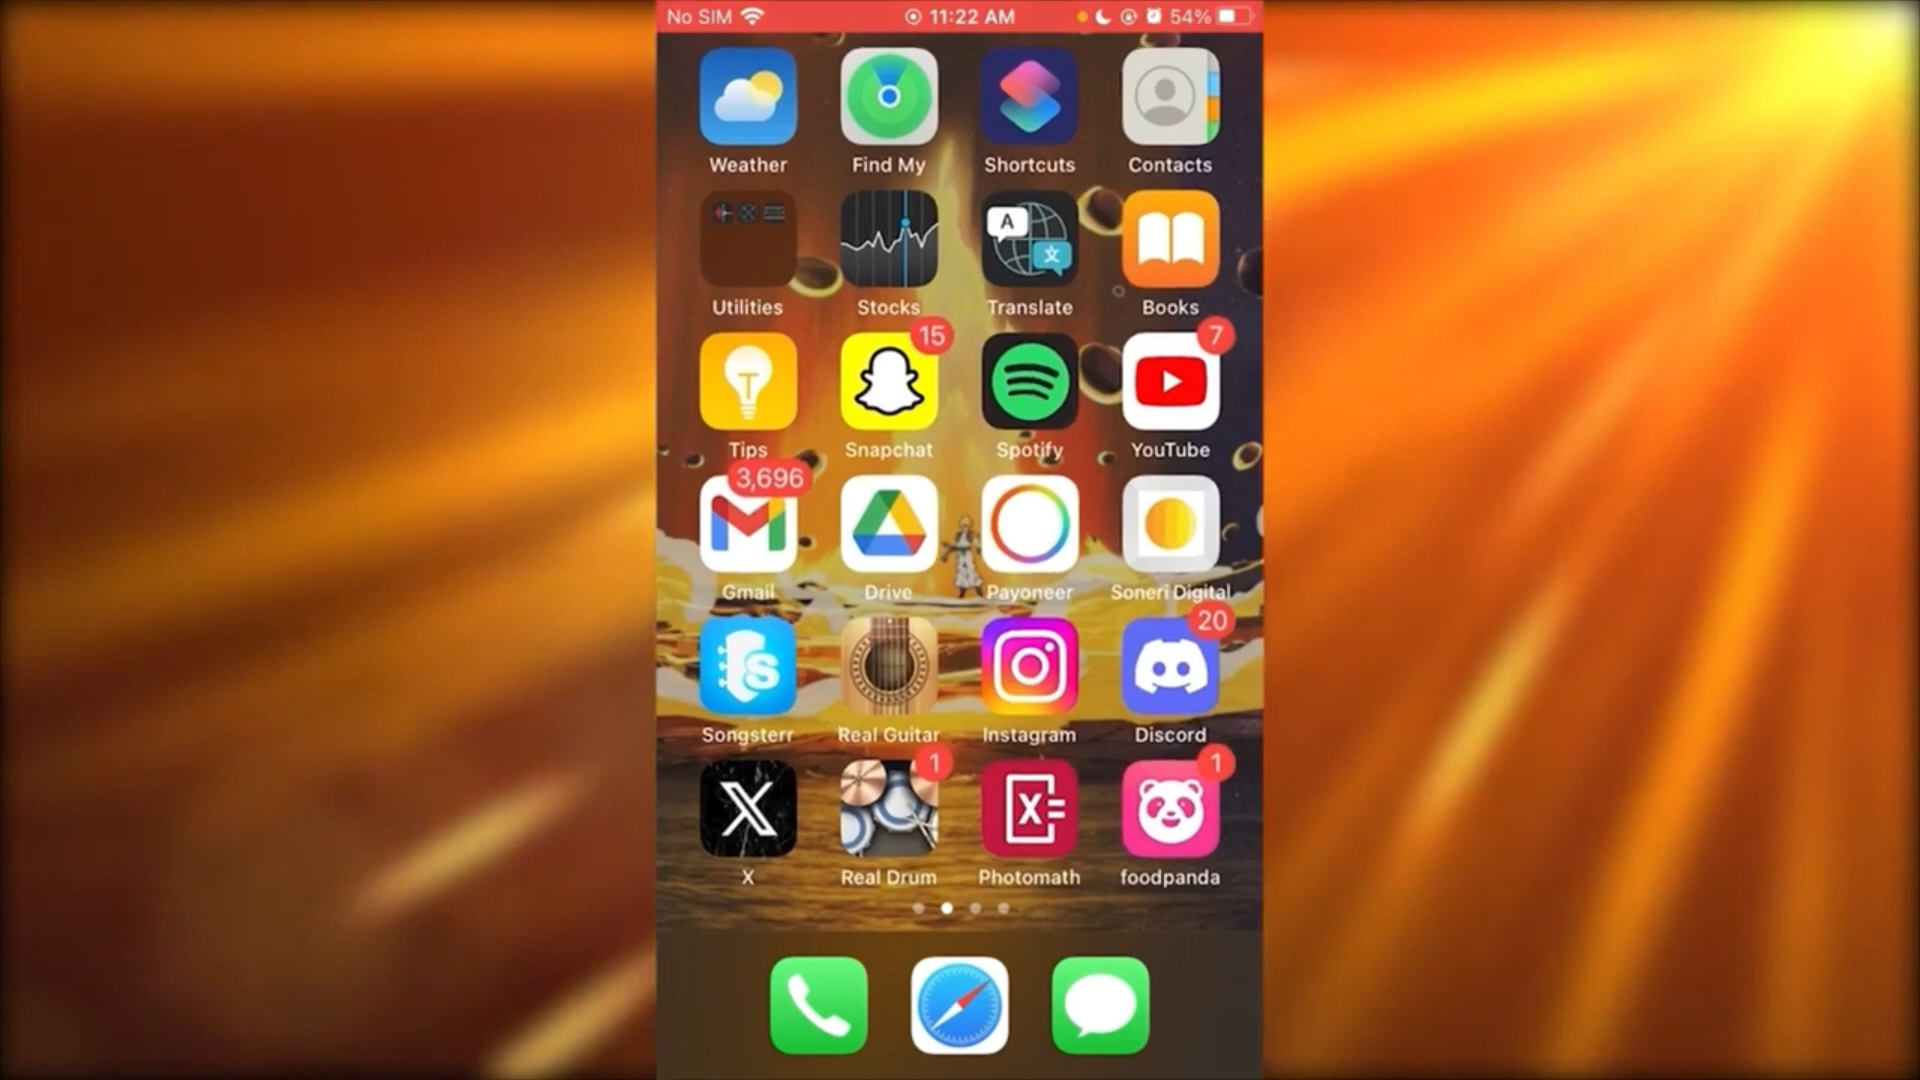 No SIM 11:22 AM 54%
Weather Find My Shortcuts Contacts
A 文
Utilities Stocks Translate Books
15 7
T
Tips Snapchat Spotify YouTube
3,696
Gmail Drive Payoneer Soneri Digital
20
S
Songsterr Real Guitar Instagram Discord
1 1
X X=
X Real Drum Photomath foodpanda